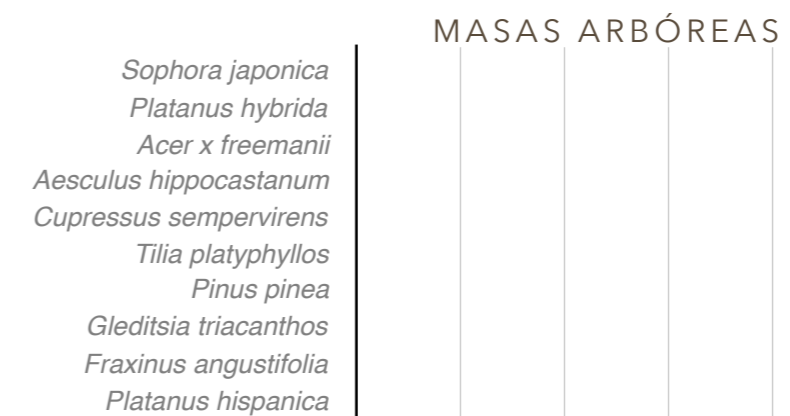 MASAS ARBÓREAS
Sophora japonica
Platanus hybrida
Acer x freemanii
Aesculus hippocastanum
Cupressus sempervirens
Tilia platyphyllos
Pinus pinea
Gleditsia triacanthos
Fraxinus angustifolia
Platanus hispanica